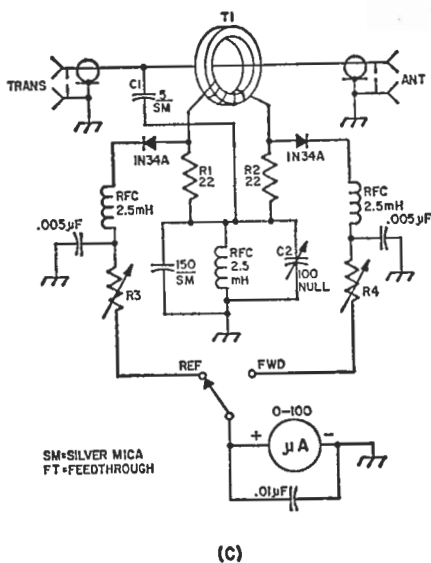 T1
TRANS
C1
5
SM
ANT
1N34A
R1
22
R2
22
1N34A
RFC
2.5mH
RFC
2.5mH
.005µF
.005µF
150
SM
RFC
2.5
mH
C2
100
NULL
R3
R4
REF
FWD
0-100
+
µA
-
SM=SILVER MICA
FT=FEEDTHROUGH
.01µF
(C)